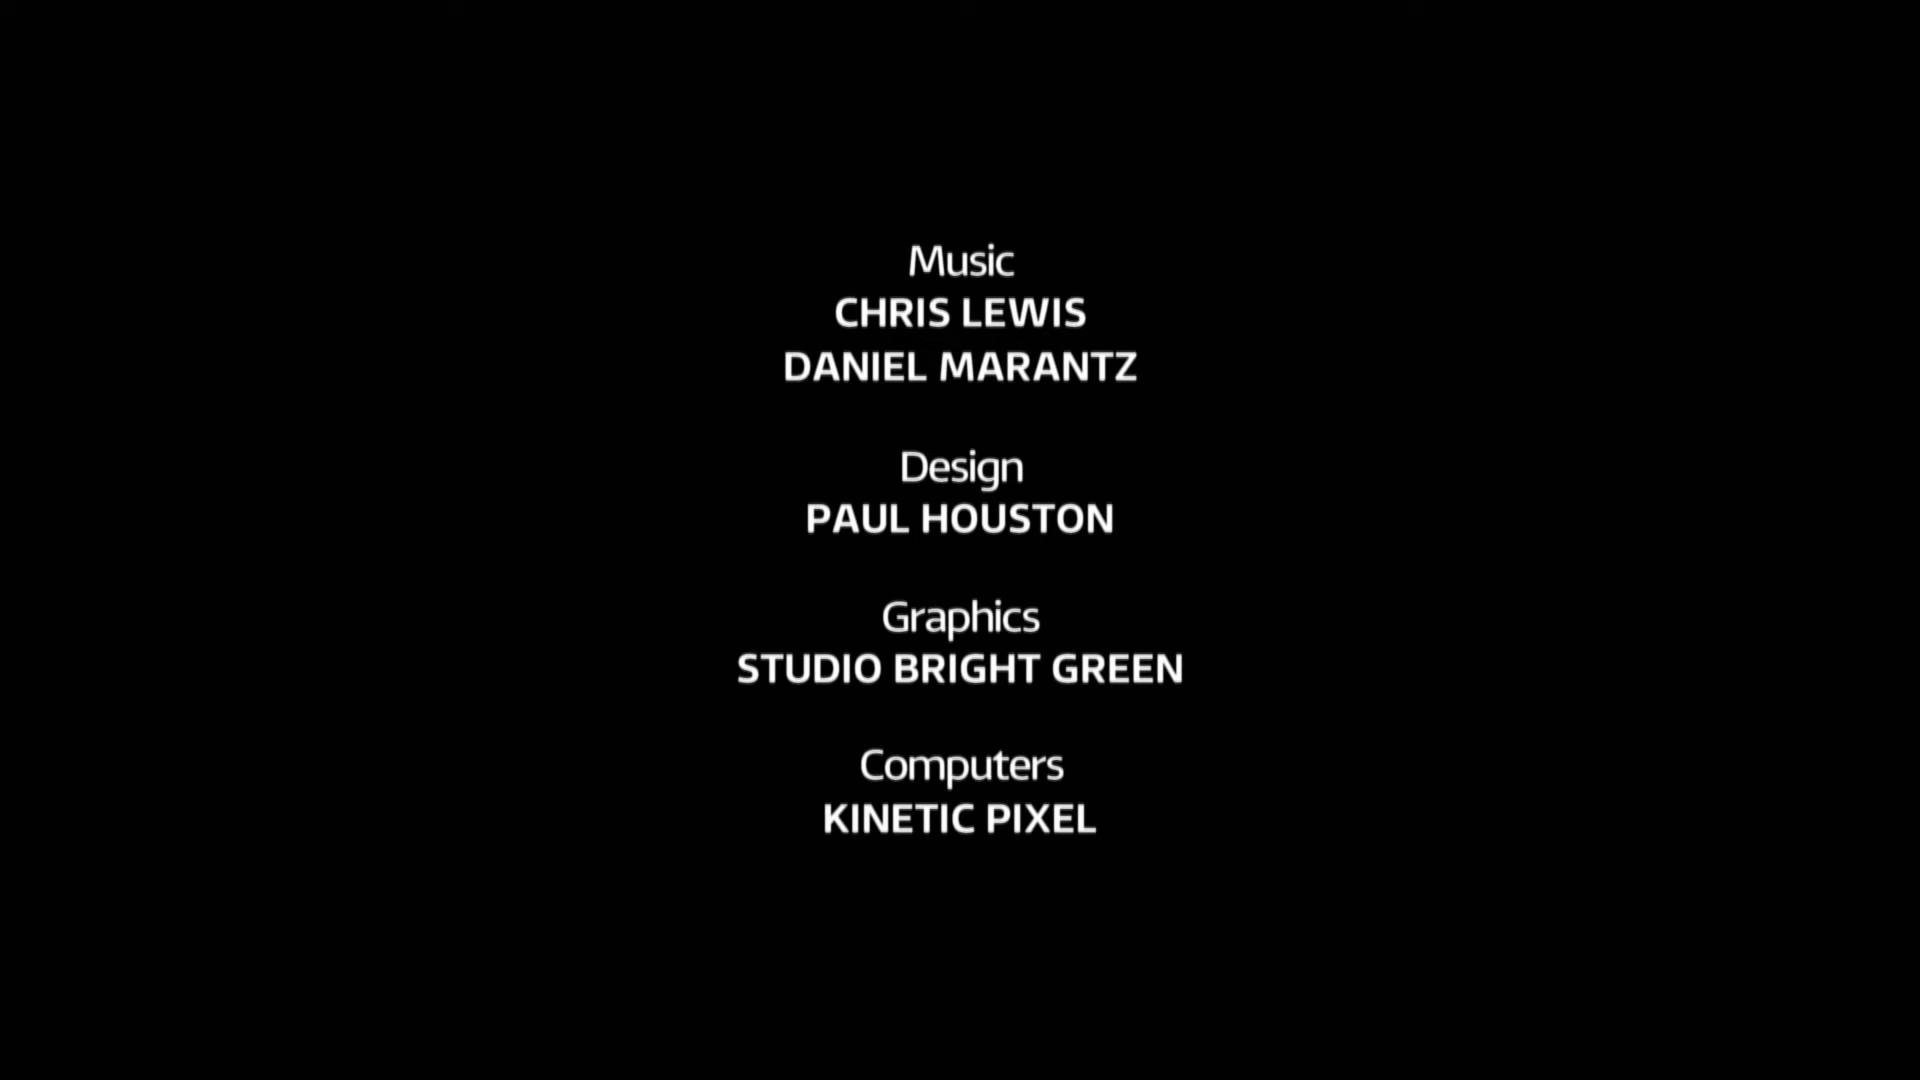 Music
CHRIS LEWIS
DANIEL MARANTZ
Design
PAUL HOUSTON
Graphics
STUDIO BRIGHT GREEN
Computers
KINETIC PIXEL